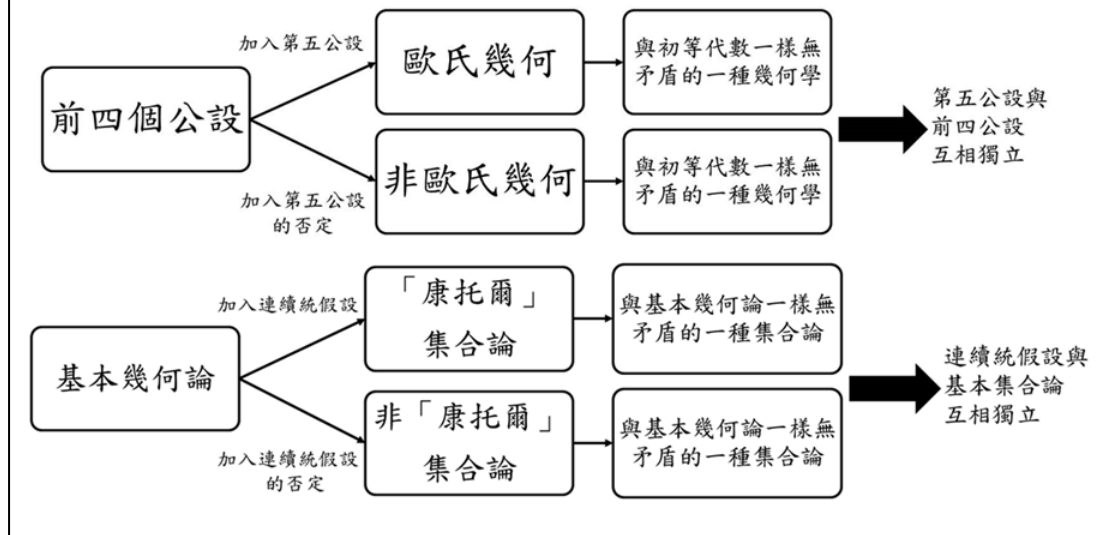 前四個公設
加入第五公設
歐氏幾何
與初等代數一樣無
矛盾的一種幾何學
加入第五公設
的否定
非歐氏幾何
與初等代數一樣無
矛盾的一種幾何學
第五公設與
前四公設
互相獨立
基本幾何論
加入連續統假設
「康托爾」
集合論
與基本幾何論一樣無
矛盾的一種集合論
加入連續統假設
的否定
非「康托爾」
集合論
與基本幾何論一樣無
矛盾的一種集合論
連續統假設與
基本集合論
互相獨立